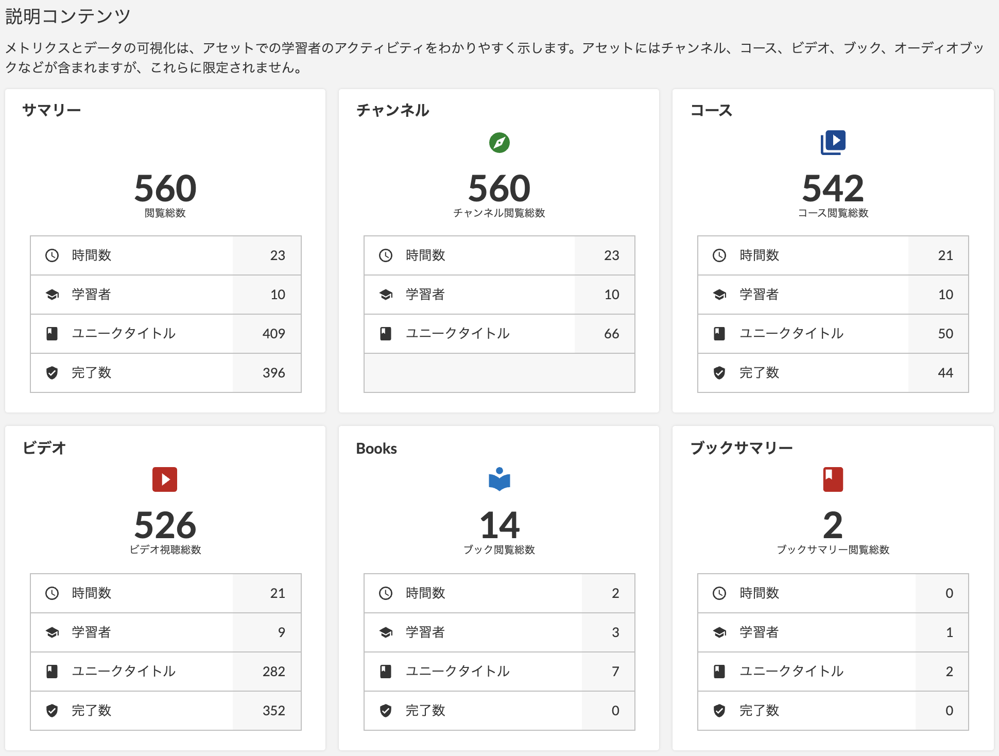 説明コンテンツ
メトリクスとデータの可視化は、アセットでの学習者のアクティビティをわかりやすく示します。アセットにはチャンネル、コース、ビデオ、ブック、オーディオブッ
クなどが含まれますが、これらに限定されません。
サマリー
560
閲覧総数
時間数 23
学習者 10
ユニークタイトル 409
完了数 396
チャンネル
560
チャンネル閲覧総数
時間数 23
学習者 10
ユニークタイトル 66
コース
542
コース閲覧総数
時間数 21
学習者 10
ユニークタイトル 50
完了数 44
ビデオ
526
ビデオ視聴総数
時間数 21
学習者 9
ユニークタイトル 282
完了数 352
Books
14
ブック閲覧総数
時間数 2
学習者 3
ユニークタイトル 7
完了数 0
ブックサマリー
2
ブックサマリー閲覧総数
時間数 0
学習者 1
ユニークタイトル 2
完了数 0